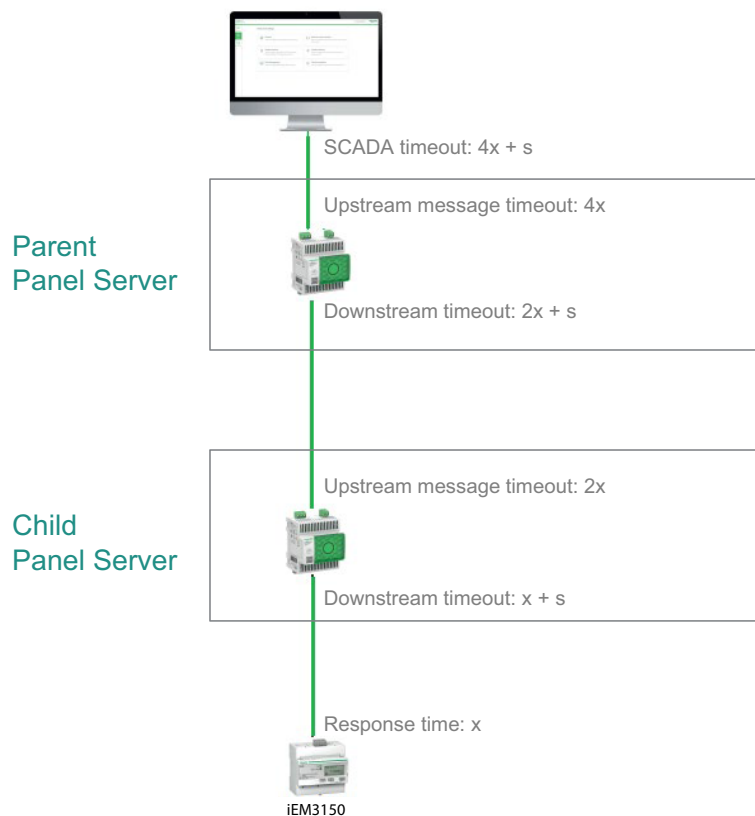 SCADA timeout: 4x + s
Upstream message timeout: 4x
Parent
Panel Server
Downstream timeout: 2x + s
Upstream message timeout: 2x
Child
Panel Server
Downstream timeout: x + s
Response time: x
iEM3150